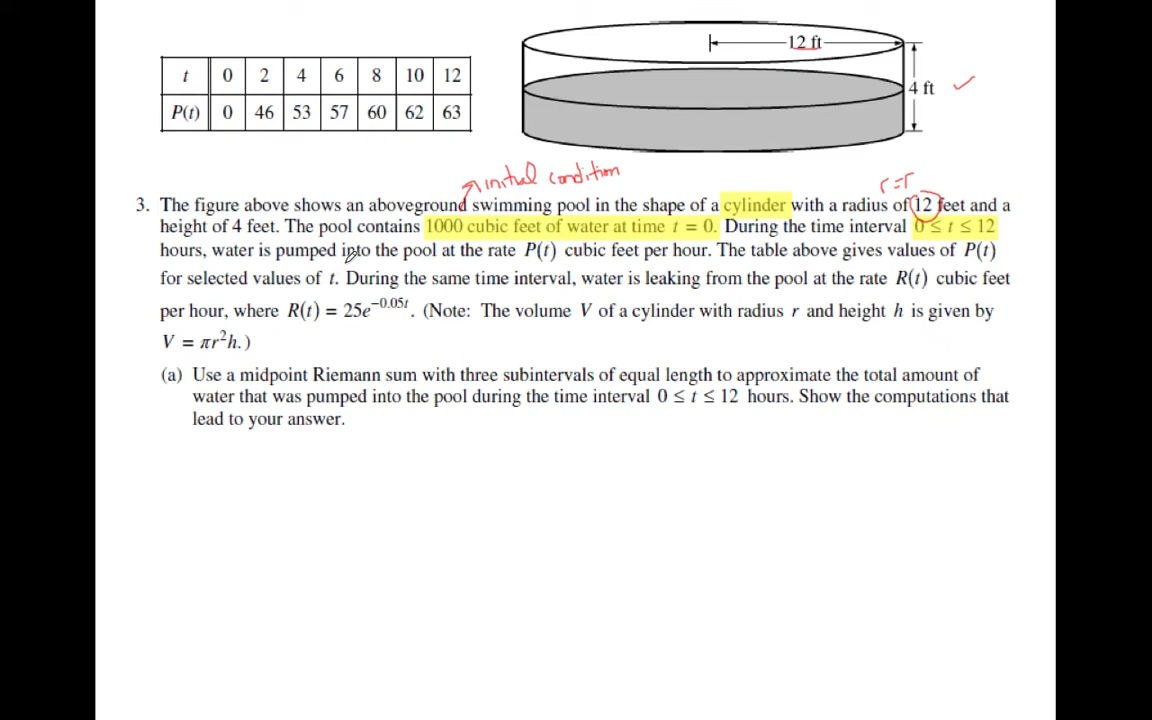 t 0 2 4 6 8 10 12
P(t) 0 46 53 57 60 62 63
12 ft
4 ft
initial condition
r=r
3. The figure above shows an aboveground swimming pool in the shape of a cylinder with a radius of 12 feet and a
height of 4 feet. The pool contains 1000 cubic feet of water at time t = 0. During the time interval 0 ≤ t ≤ 12
hours, water is pumped into the pool at the rate P(t) cubic feet per hour. The table above gives values of P(t)
for selected values of t. During the same time interval, water is leaking from the pool at the rate R(t) cubic feet
per hour, where R(t) = 25e^−0.05t. (Note: The volume V of a cylinder with radius r and height h is given by
V = πr²h.)
(a) Use a midpoint Riemann sum with three subintervals of equal length to approximate the total amount of
water that was pumped into the pool during the time interval 0 ≤ t ≤ 12 hours. Show the computations that
lead to your answer.